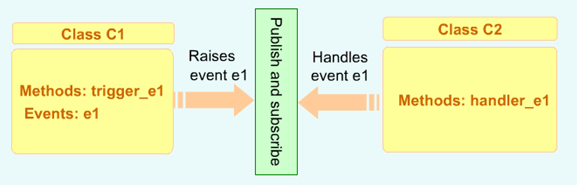 Class C1
Methods: trigger_e1
Events: e1
Raises
event e1
Publish and subscribe
Handles
event e1
Class C2
Methods: handler_e1